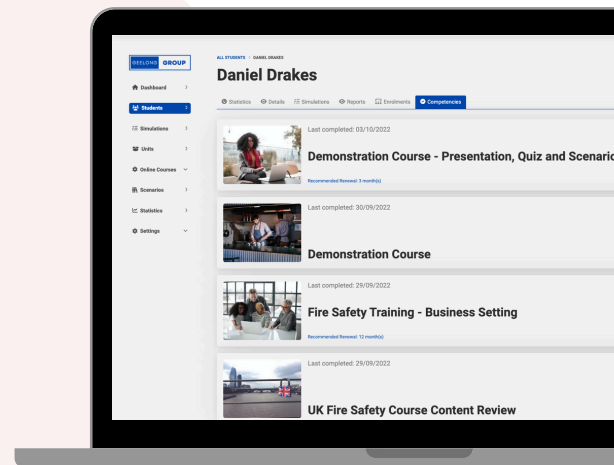 GEELONG GROUP
Dashboard
Students
Simulations
Units
Online Courses
Scenarios
Statistics
Settings
ALL STUDENTS / DANIEL DRAKES
Daniel Drakes
Statistics Details Simulations Reports Enrolments Competencies
Last completed: 03/10/2022
Demonstration Course - Presentation, Quiz and Scenario
Recommended Renewal: 3 month(s)
Last completed: 30/09/2022
Demonstration Course
Last completed: 29/09/2022
Fire Safety Training - Business Setting
Recommended Renewal: 12 month(s)
Last completed: 29/09/2022
UK Fire Safety Course Content Review